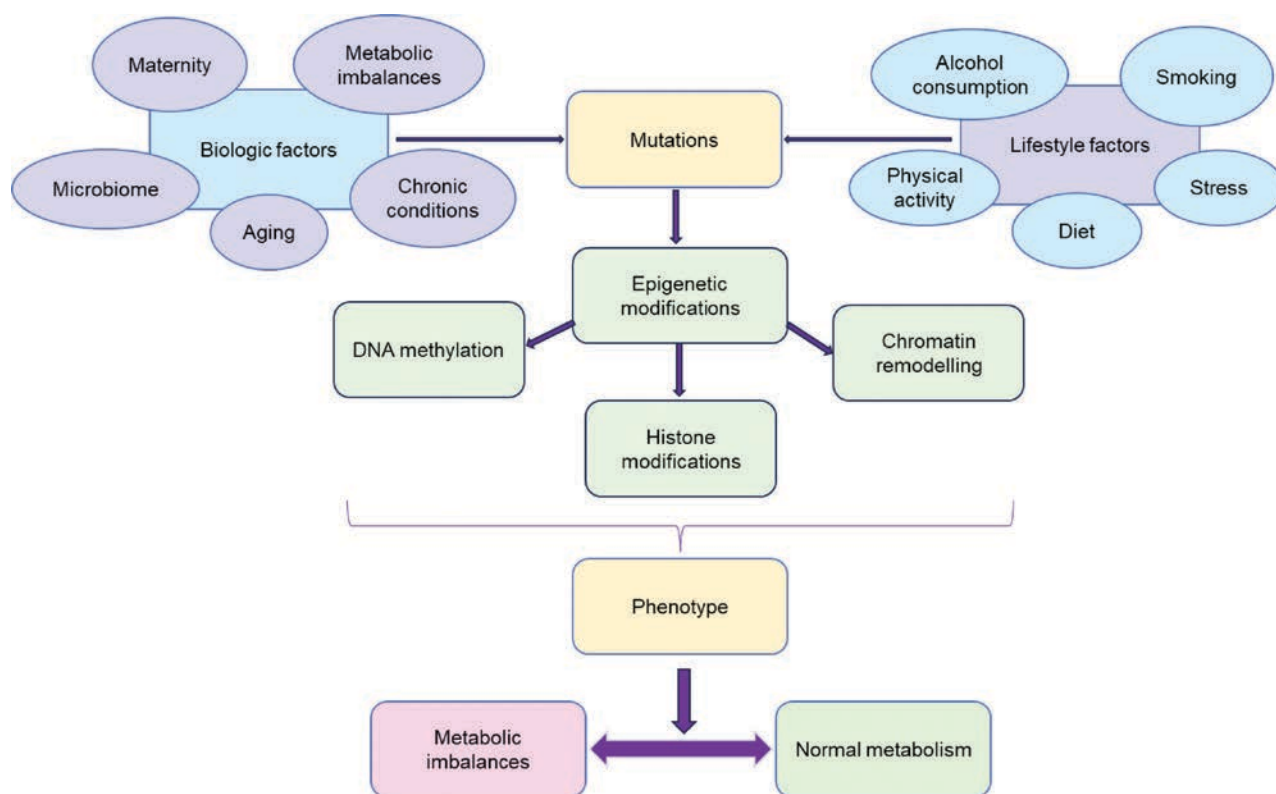 Maternity
Metabolic
imbalances
Biologic factors
Microbiome
Aging
Chronic
conditions
Mutations
Alcohol
consumption
Smoking
Lifestyle factors
Physical
activity
Diet
Stress
Epigenetic
modifications
DNA methylation
Chromatin
remodelling
Histone
modifications
Phenotype
Metabolic
imbalances
Normal metabolism